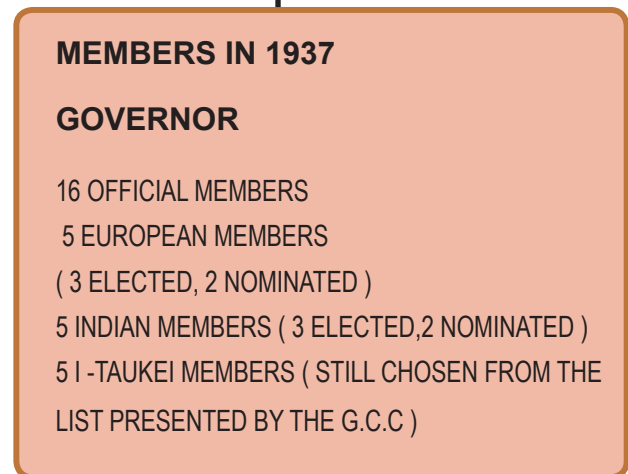 MEMBERS IN 1937
GOVERNOR
16 OFFICIAL MEMBERS
5 EUROPEAN MEMBERS
( 3 ELECTED, 2 NOMINATED )
5 INDIAN MEMBERS ( 3 ELECTED,2 NOMINATED )
5 I -TAUKEI MEMBERS ( STILL CHOSEN FROM THE
LIST PRESENTED BY THE G.C.C )